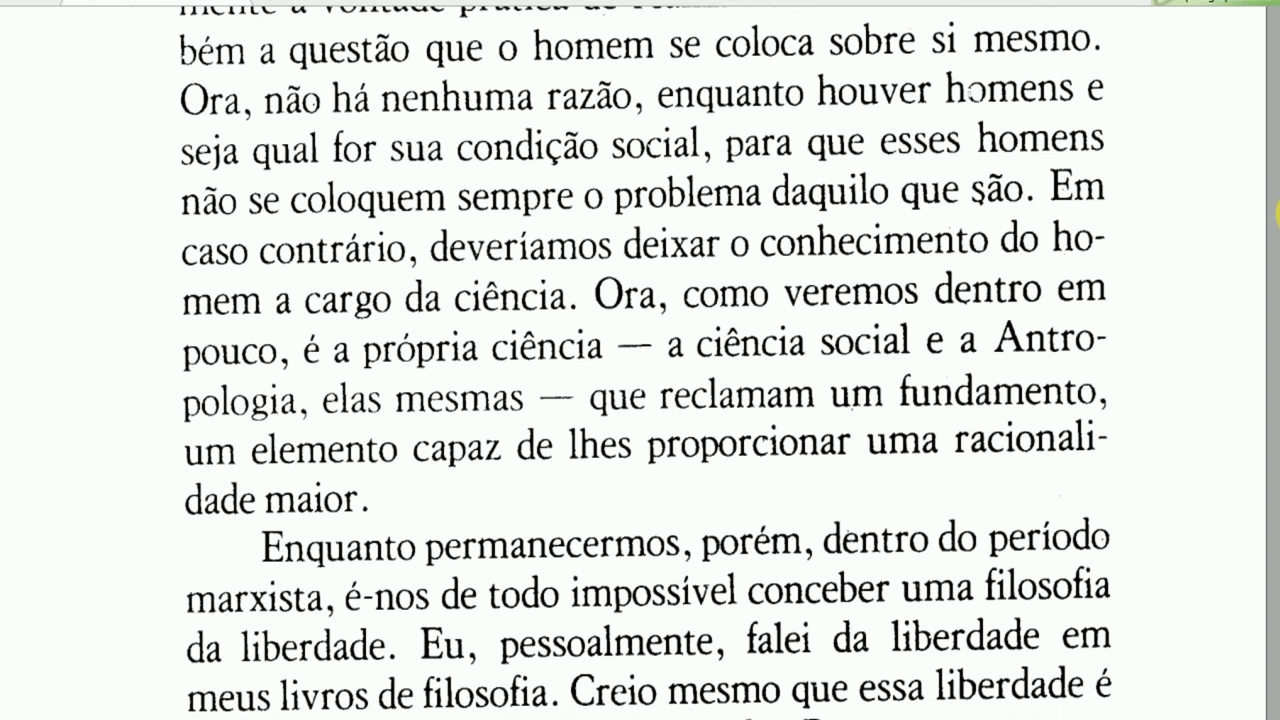 bém a questão que o homem se coloca sobre si mesmo.
Ora, não há nenhuma razão, enquanto houver homens e
seja qual for sua condição social, para que esses homens
não se coloquem sempre o problema daquilo que são. Em
caso contrário, deveríamos deixar o conhecimento do ho-
mem a cargo da ciência. Ora, como veremos dentro em
pouco, é a própria ciência — a ciência social e a Antro-
pologia, elas mesmas — que reclamam um fundamento,
um elemento capaz de lhes proporcionar uma racionali-
dade maior.
Enquanto permanecermos, porém, dentro do período
marxista, é-nos de todo impossível conceber uma filosofia
da liberdade. Eu, pessoalmente, falei da liberdade em
meus livros de filosofia. Creio mesmo que essa liberdade é